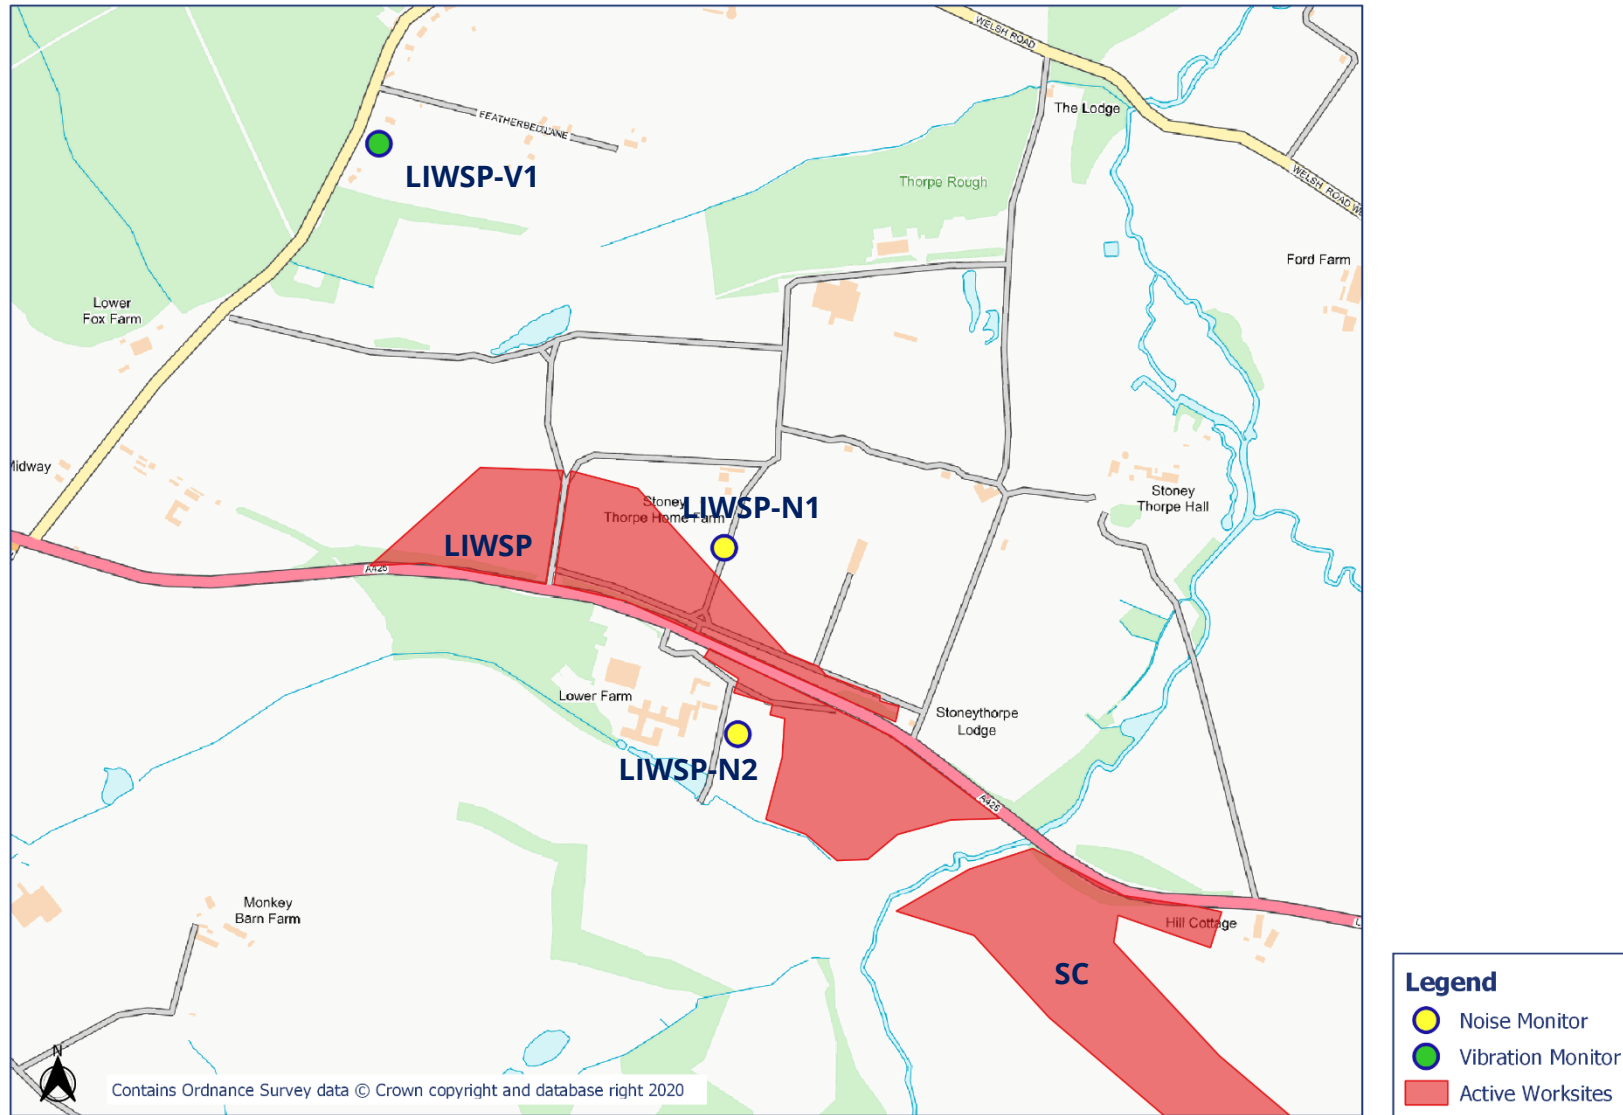 WELSH ROAD
The Lodge
FEATHERBED LANE
LIWSP-V1
Thorpe Rough
WELSH ROAD WE
Ford Farm
Lower
Fox Farm
Midway
Stoney
Thorpe Home Farm
LIWSP-N1
Stoney
Thorpe Hall
LIWSP
A425
Lower Farm
Stoneythorpe
Lodge
LIWSP-N2
A425
Monkey
Barn Farm
Hill Cottage
L
SC
N
Contains Ordnance Survey data © Crown copyright and database right 2020
Legend
Noise Monitor
Vibration Monitor
Active Worksites